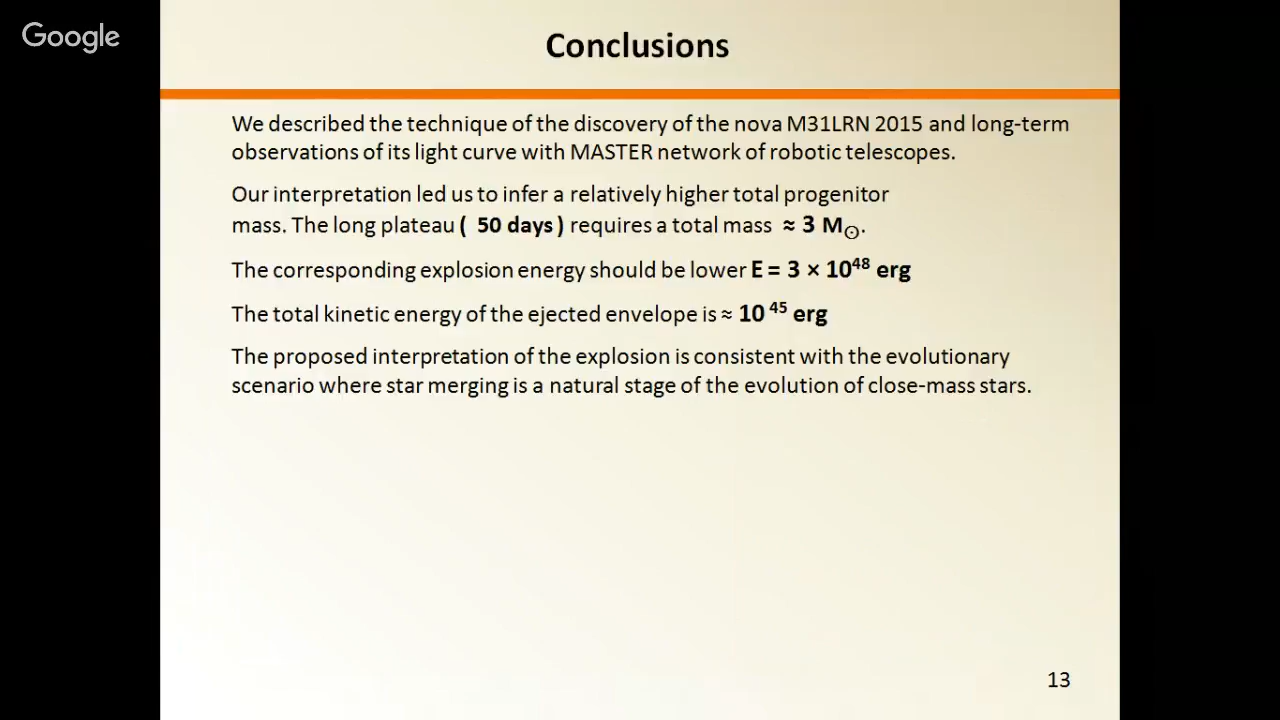 Google
Conclusions
We described the technique of the discovery of the nova M31LRN 2015 and long-term
observations of its light curve with MASTER network of robotic telescopes.
Our interpretation led us to infer a relatively higher total progenitor
mass. The long plateau ( 50 days ) requires a total mass ≈ 3 M☉.
The corresponding explosion energy should be lower E = 3 × 10⁴⁸ erg
The total kinetic energy of the ejected envelope is ≈ 10 ⁴⁵ erg
The proposed interpretation of the explosion is consistent with the evolutionary
scenario where star merging is a natural stage of the evolution of close-mass stars.
13